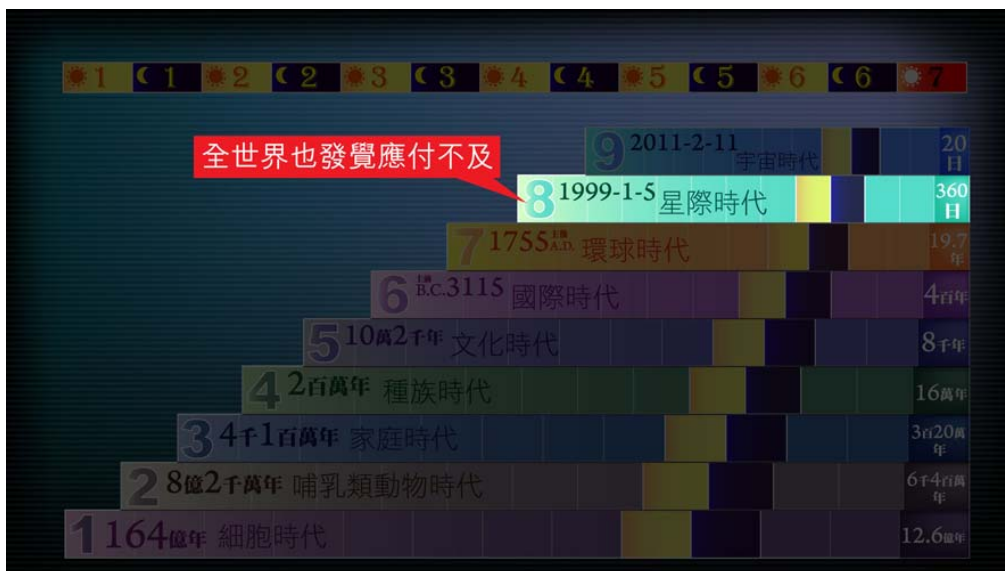 1 1 2 2 3 3 4 4 5 5 6 6 7
全世界也發覺應付不及
9 2011-2-11 宇宙時代 20日
8 1999-1-5 星際時代 360日
7 1755 A.D. 環球時代 19.7年
6 B.C.3115 國際時代 4百年
5 10萬2千年 文化時代 8千年
4 2百萬年 種族時代 16萬年
3 4千1百萬年 家庭時代 3百20萬年
2 8億2千萬年 哺乳類動物時代 6千4百萬年
1 164億年 細胞時代 12.6億年